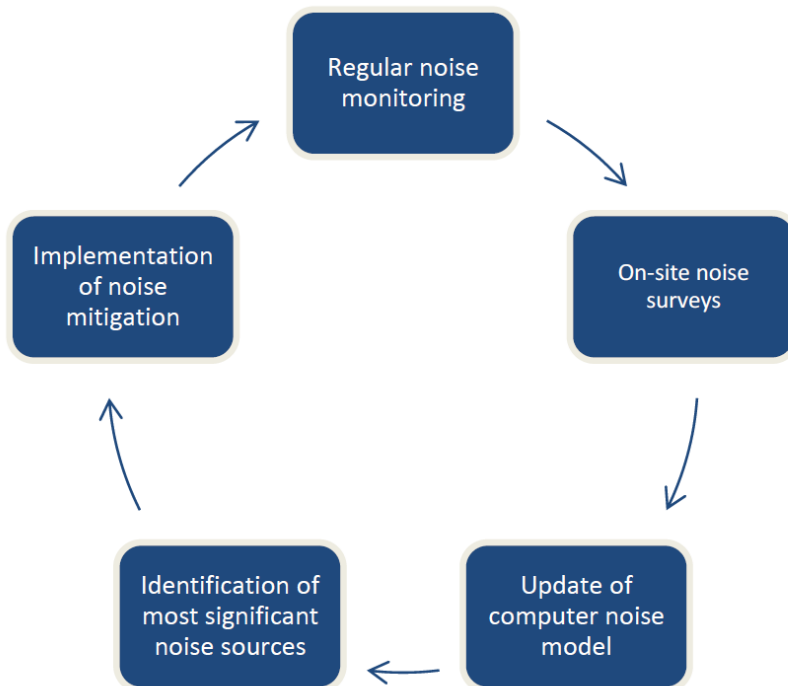 Regular noise
monitoring
On-site noise
surveys
Update of
computer noise
model
Identification of
most significant
noise sources
Implementation
of noise
mitigation